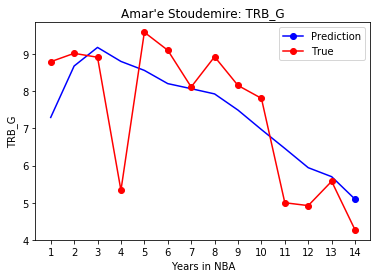 Amar'e Stoudemire: TRB_G
Prediction
True
TRB_G
9
8
7
6
5
4
1 2 3 4 5 6 7 8 9 10 11 12 13 14
Years in NBA